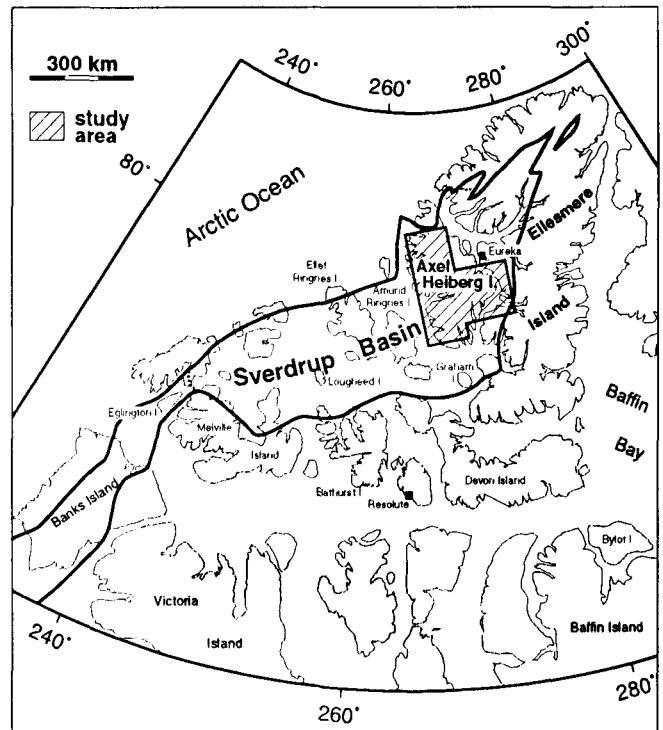 300 km
study
area
240°
260°
280°
300°
80°
Arctic Ocean
Ellesmere
Island
Eureka
Axel
Heiberg I.
Ellef
Ringnes I
Amund
Ringnes I
Sverdrup Basin
Lougheed I
Graham
I
Baffin
Bay
Eglington I
Melville
Island
Banks Island
Bathurst I
Resolute
Devon Island
Bylot I
Victoria
Island
Baffin Island
240°
260°
280°